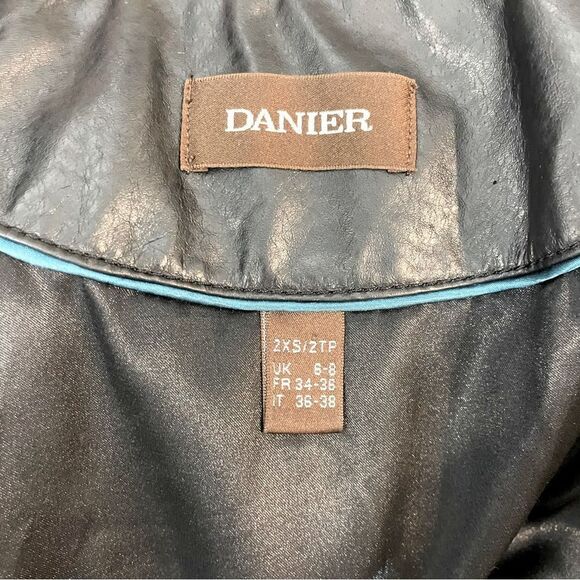 DANIER
2XS/2TP
UK 6-8
FR 34-36
IT 36-38